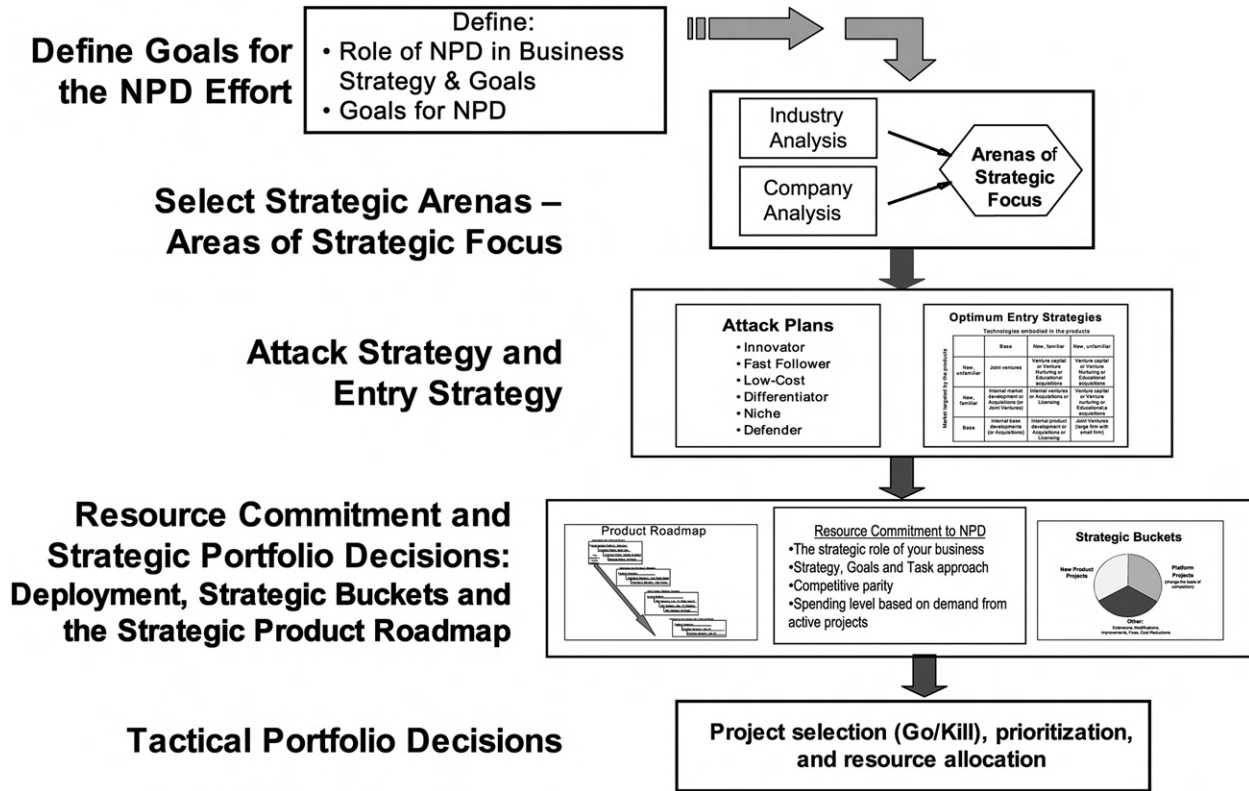 Define Goals for
the NPD Effort
Define:
• Role of NPD in Business
Strategy & Goals
• Goals for NPD
Select Strategic Arenas –
Areas of Strategic Focus
Industry
Analysis
Company
Analysis
Arenas of
Strategic
Focus
Attack Strategy and
Entry Strategy
Attack Plans
• Innovator
• Fast Follower
• Low-Cost
• Differentiator
• Niche
• Defender
Optimum Entry Strategies
Technologies embodied in the products
Market targeted by the products
Base
New, familiar
New, unfamiliar
New,
unfamiliar
Joint ventures
Venture capital
or Venture
Nurturing or
Educational
acquisitions
Venture capital
or Venture
Nurturing or
Educational
acquisitions
New,
familiar
Internal market
development or
Acquisitions (or
Joint Ventures)
Internal ventures
or Acquisitions or
Licensing
Venture capital
or Venture
nurturing or
Educational,s
acquisitions
Base
Internal base
developments
(or Acquisitions)
Internal product
development or
Acquisitions or
Licensing
Joint Ventures
(large firm with
small firm)
Resource Commitment and
Strategic Portfolio Decisions:
Deployment, Strategic Buckets and
the Strategic Product Roadmap
Product Roadmap
Resource Commitment to NPD
•The strategic role of your business
•Strategy, Goals and Task approach
•Competitive parity
•Spending level based on demand from
active projects
Strategic Buckets
New Product
Projects
Platform
Projects
(change the basis of
competition)
Other:
Extensions, Modifications,
Improvements, Fixes, Cost Reductions
Tactical Portfolio Decisions
Project selection (Go/Kill), prioritization,
and resource allocation